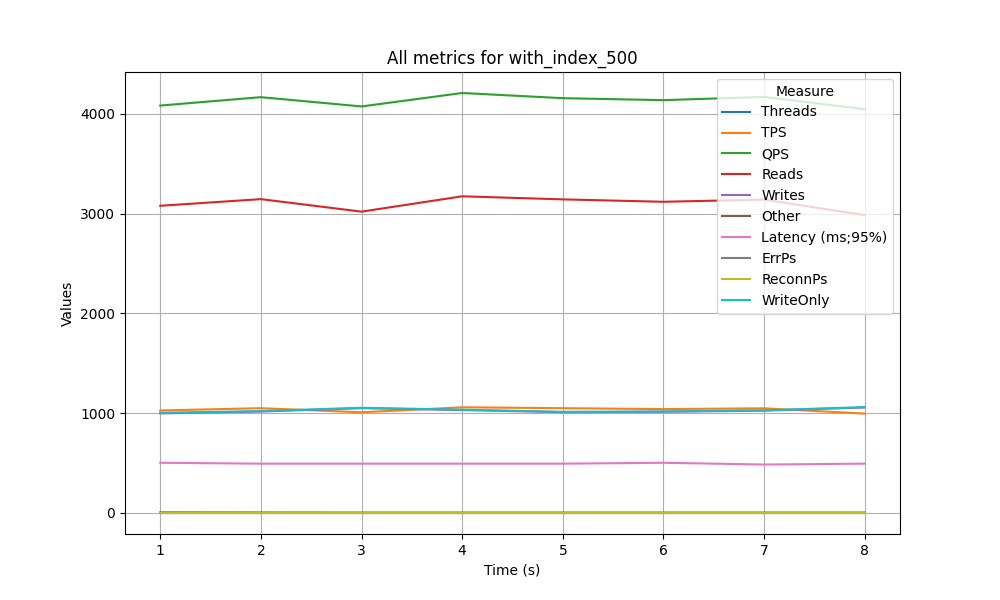 All metrics for with_index_500
Values
4000
3000
2000
1000
0
Measure
Threads
TPS
QPS
Reads
Writes
Other
Latency (ms;95%)
ErrPs
ReconnPs
WriteOnly
1 2 3 4 5 6 7 8
Time (s)